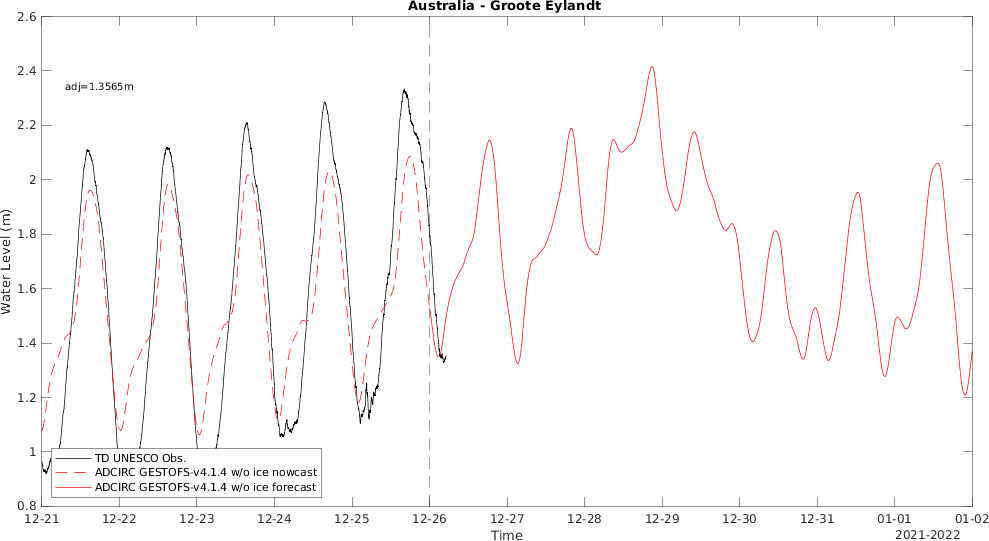 Australia - Groote Eylandt
2.6
2.4
adj=1.3565m
2.2
2
1.8
Water Level (m)
1.6
1.4
1.2
1
TD UNESCO Obs.
ADCIRC GESTOFS-v4.1.4 w/o ice nowcast
ADCIRC GESTOFS-v4.1.4 w/o ice forecast
0.8
12-21 12-22 12-23 12-24 12-25 12-26 12-27 12-28 12-29 12-30 12-31 01-01 01-02
Time
2021-2022